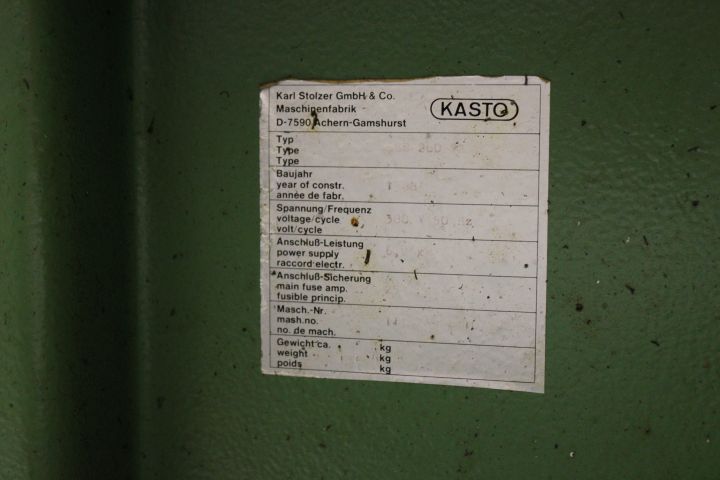 Karl Stolzer GmbH & Co.
Maschinenfabrik
KASTO
D-7590 Achern-Gamshurst
Typ
Type
Type
Baujahr
year of constr.
année de fabr.
Spannung/Frequenz
voltage/cycle
volt/cycle
Anschluß-Leistung
power supply
raccord electr.
Anschluß-Sicherung
main fuse amp.
fusible princip.
Masch.-Nr.
mash.no.
no. de mach.
Gewicht ca. kg
weight kg
poids kg